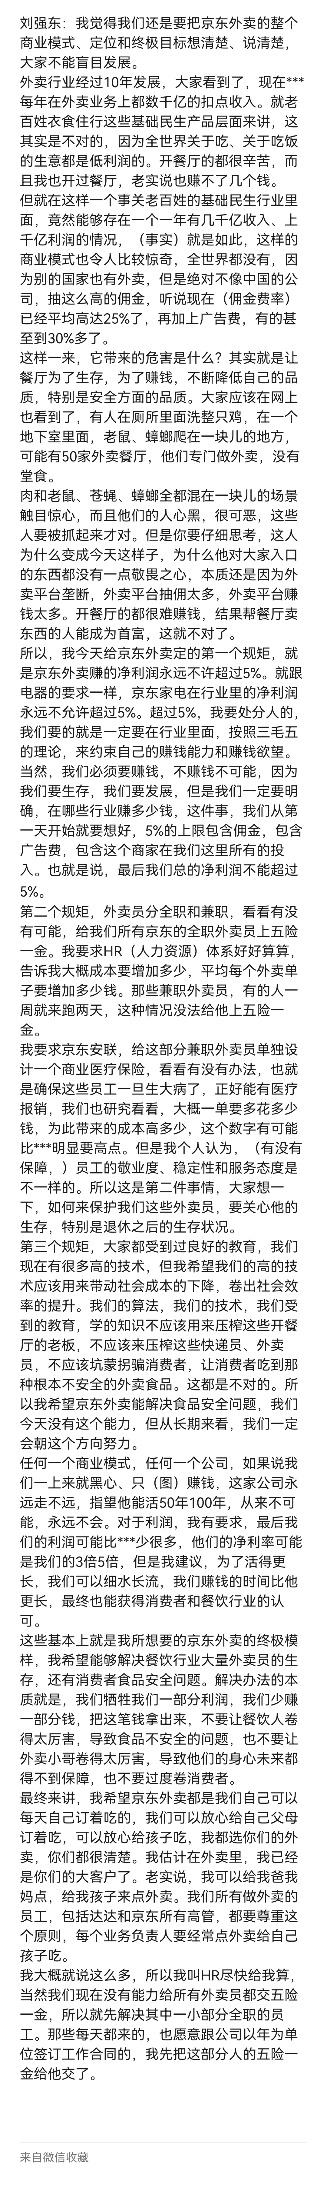 刘强东：我觉得我们还是要把京东外卖的整个
商业模式、定位和终极目标想清楚、说清楚，
大家不能盲目发展。
外卖行业经过10年发展，大家看到了，现在***
每年在外卖业务上都数千亿的扣点收入。就老
百姓衣食住行这些基础民生产品层面来讲，这
其实是不对的，因为全世界关于吃、关于吃饭
的生意都是低利润的。开餐厅的都很辛苦，而
且我也开过餐厅，老实说也赚不了几个钱。
但就在这样一个事关老百姓的基础民生行业里
面，竟然能够存在一个一年有几千亿收入、上
千亿利润的情况，（事实）就是如此，这样的
商业模式也令人比较惊奇，全世界都没有，因
为别的国家也有外卖，但是绝对不像中国的公
司，抽这么高的佣金，听说现在（佣金费率）
已经平均高达25%了，再加上广告费，有的甚
至到30%多了。
这样一来，它带来的危害是什么？其实就是让
餐厅为了生存，为了赚钱，不断降低自己的品
质，特别是安全方面的品质。大家应该在网上
也看到了，有人在厕所里面洗整只鸡，在一个
地下室里面，老鼠、蟑螂爬在一块儿的地方，
可能有50家外卖餐厅，他们专门做外卖，没有
堂食。
肉和老鼠、苍蝇、蟑螂全都混在一块儿的场景
触目惊心，而且他们的人心黑，很可恶，这些
人要被抓起来才对。但是你要仔细思考，这人
为什么变成今天这样子，为什么他对大家入口
的东西都没有一点敬畏之心，本质还是因为外
卖平台垄断，外卖平台抽佣太多，外卖平台赚
钱太多。开餐厅的都很难赚钱，结果帮餐厅卖
东西的人能成为首富，这就不对了。
所以，我今天给京东外卖定的第一个规矩，就
是京东外卖赚的净利润永远不许超过5%。就跟
电器的要求一样，京东家电在行业里的净利润
永远不允许超过5%。超过5%，我要处分人的，
我们要的就是一定要在行业里面，按照三毛五
的理论，来约束自己的赚钱能力和赚钱欲望。
当然，我们必须要赚钱，不赚钱不可能，因为
我们要生存，我们要发展，但是我们一定要明
确，在哪些行业赚多少钱，这件事，我们从第
一天开始就要想好，5%的上限包含佣金，包含
广告费，包含这个商家在我们这里所有的投
入。也就是说，最后我们总的净利润不能超过
5%。
第二个规矩，外卖员分全职和兼职，看看有没
有可能，给我们所有京东的全职外卖员上五险
一金。我要求HR（人力资源）体系好好算算，
告诉我大概成本要增加多少，平均每个外卖单
子要增加多少钱。那些兼职外卖员，有的人一
周就来跑两天，这种情况没法给他上五险一
金。
我要求京东安联，给这部分兼职外卖员单独设
计一个商业医疗保险，看看有没有办法，也就
是确保这些员工一旦生大病了，正好能有医疗
报销，我们也研究看看，大概一单要多花多少
钱，为此带来的成本高多少，这个数字有可能
比***明显要高点。但是我个人认为，（有没有
保障，）员工的敬业度、稳定性和服务态度是
不一样的。所以这是第二件事情，大家想一
下，如何来保护我们这些外卖员，要关心他的
生存，特别是退休之后的生存状况。
第三个规矩，大家都受到过良好的教育，我们
现在有很多高的技术，但我希望我们的高的技
术应该用来带动社会成本的下降，卷出社会效
率的提升。我们的算法，我们的技术，我们受
到的教育，学的知识不应该用来压榨这些开餐
厅的老板，不应该来压榨这些快递员、外卖
员，不应该坑蒙拐骗消费者，让消费者吃到那
种根本不安全的外卖食品。这都是不对的。所
以我希望京东外卖能解决食品安全问题，我们
今天没有这个能力，但从长期来看，我们一定
会朝这个方向努力。
任何一个商业模式，任何一个公司，如果说我
们一上来就黑心、只（图）赚钱，这家公司永
远走不远，指望他能活50年100年，从来不可
能，永远不会。对于利润，我有要求，最后我
们的利润可能比***少很多，他们的净利率可能
是我们的3倍5倍，但是我建议，为了活得更
长，我们可以细水长流，我们赚钱的时间比他
更长，最终也能获得消费者和餐饮行业的认
可。
这些基本上就是我所想要的京东外卖的终极模
样，我希望能够解决餐饮行业大量外卖员的生
存，还有消费者食品安全问题。解决办法的本
质就是，我们牺牲我们一部分利润，我们少赚
一部分钱，把这笔钱拿出来，不要让餐饮人卷
得太厉害，导致食品不安全的问题，也不要让
外卖小哥卷得太厉害，导致他们的身心未来都
得不到保障，也不要过度卷消费者。
最终来讲，我希望京东外卖都是我们自己可以
每天自己订着吃的，我们可以放心给自己父母
订着吃，可以放心给孩子吃，我都选你们的外
卖，你们都很清楚。我估计在外卖里，我已经
是你们的大客户了。老实说，我可以给我爸我
妈点，给我孩子来点外卖。我们所有做外卖的
员工，包括达达和京东所有高管，都要尊重这
个原则，每个业务负责人要经常点外卖给自己
孩子吃。
我大概就说这么多，所以我叫HR尽快给我算，
当然我们现在没有能力给所有外卖员都交五险
一金，所以就先解决其中一小部分全职的员
工。那些每天都来的，也愿意跟公司以年为单
位签订工作合同的，我先把这部分人的五险一
金给他交了。
来自微信收藏